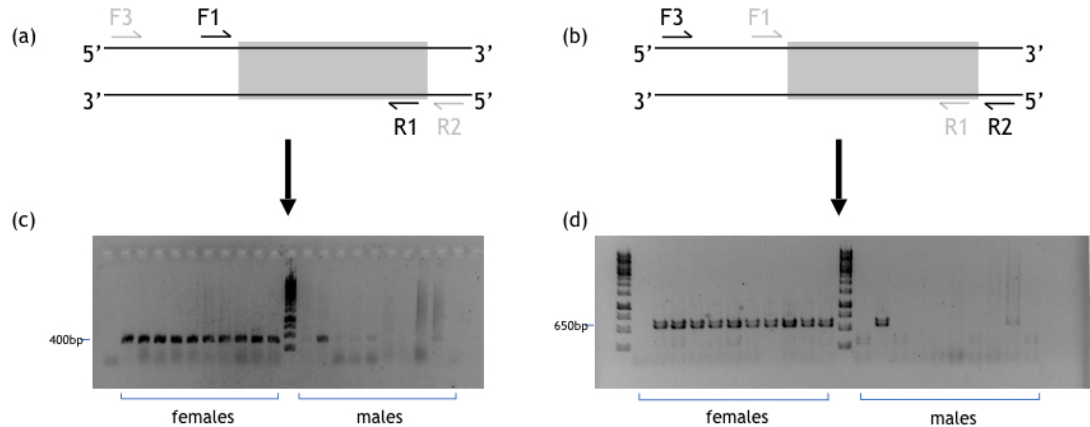 (a)
F3 F1
5’ 3’
3’ 5’
R1 R2
(b)
F3 F1
5’ 3’
3’ 5’
R1 R2
(c)
400bp
females males
(d)
650bp
females males